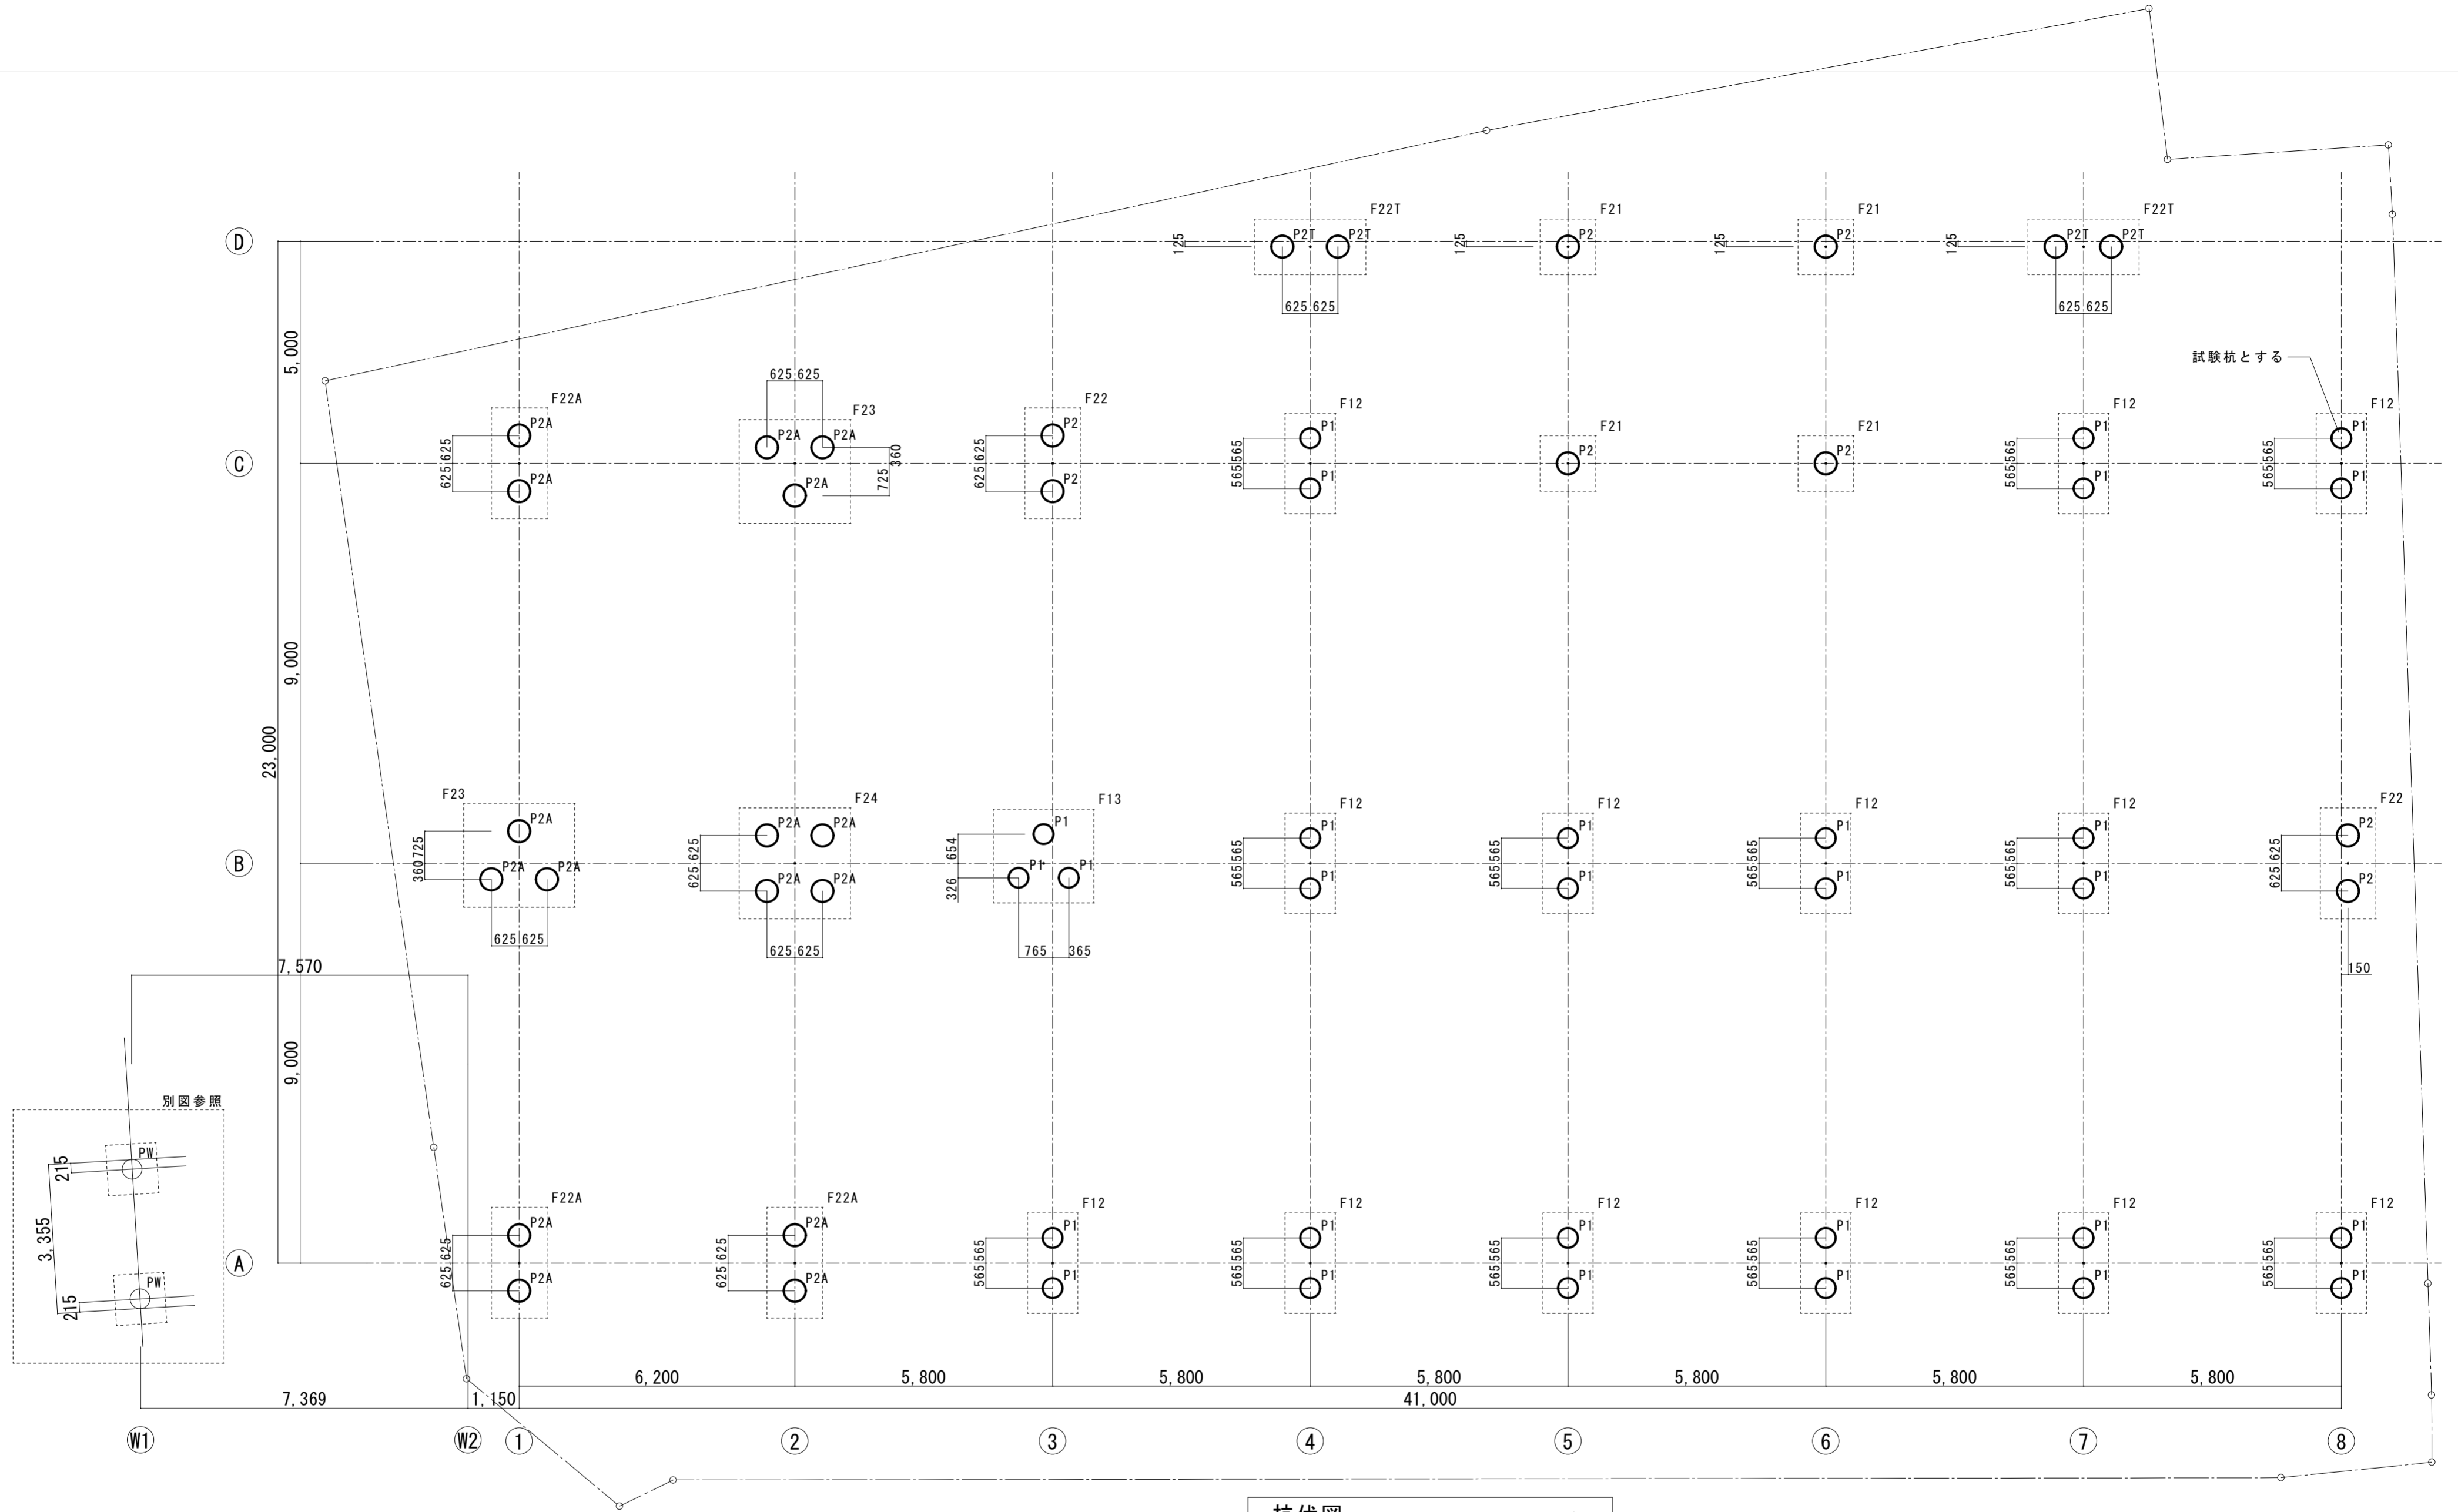 F22T
F21
F21
F22T
D
125
P2T
P2T
125
P2
125
P2
125
P2T
P2T
625 625
625 625
5,000
試験杭とする
625 625
F22A
F23
F22
F12
F21
F21
F12
F12
C
625 625
P2A
P2A
P2A
P2A
P2A
360
725
625 625
P2
P2
565 565
P1
P1
P2
P2
565 565
P1
P1
565 565
P1
P1
9,000
23,000
F23
F24
F13
F12
F12
F12
F12
F22
B
360 725
P2A
P2A
P2A
625 625
625 625
P2A
P2A
P2A
P2A
625 625
654
326
P1
P1
P1
765
365
565 565
P1
P1
565 565
P1
P1
565 565
P1
P1
565 565
P1
P1
625 625
P2
P2
150
7,570
9,000
別図参照
PW
215
3,355
PW
215
F22A
F22A
F12
F12
F12
F12
F12
F12
A
625 625
P2A
P2A
625 625
P2A
P2A
565 565
P1
P1
565 565
P1
P1
565 565
P1
P1
565 565
P1
P1
565 565
P1
P1
565 565
P1
P1
6,200
5,800
5,800
5,800
5,800
5,800
5,800
7,369
1,150
41,000
W1
W2
1
2
3
4
5
6
7
8
杭伏図